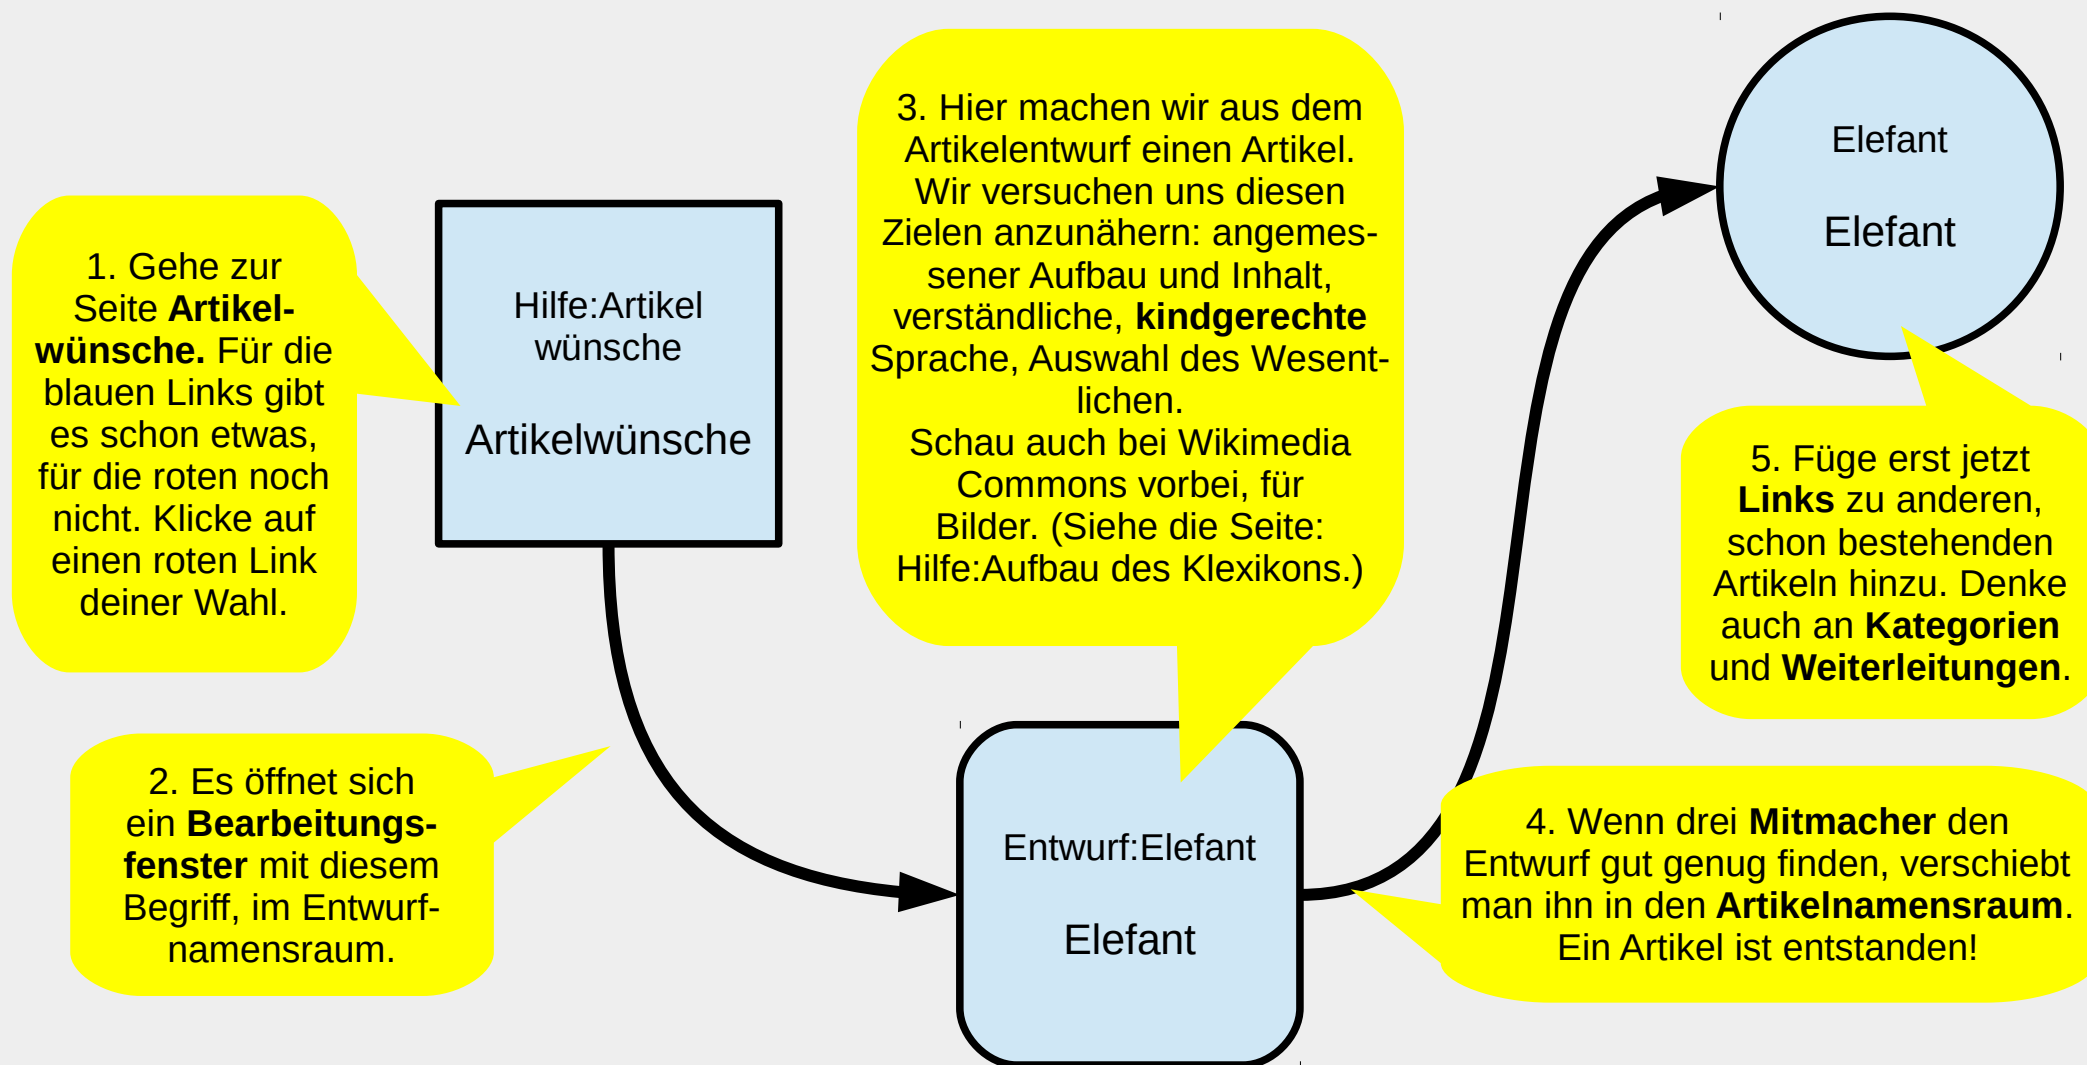 1. Gehe zur
Seite Artikel-
wünsche. Für die
blauen Links gibt
es schon etwas,
für die roten noch
nicht. Klicke auf
einen roten Link
deiner Wahl.
Hilfe:Artikel
wünsche
Artikelwünsche
2. Es öffnet sich
ein Bearbeitungs-
fenster mit diesem
Begriff, im Entwurf-
namensraum.
3. Hier machen wir aus dem
Artikelentwurf einen Artikel.
Wir versuchen uns diesen
Zielen anzunähern: angemes-
sener Aufbau und Inhalt,
verständliche, kindgerechte
Sprache, Auswahl des Wesent-
lichen.
Schau auch bei Wikimedia
Commons vorbei, für
Bilder. (Siehe die Seite:
Hilfe:Aufbau des Klexikons.)
Entwurf:Elefant
Elefant
4. Wenn drei Mitmacher den
Entwurf gut genug finden, verschiebt
man ihn in den Artikelnamensraum.
Ein Artikel ist entstanden!
Elefant
Elefant
5. Füge erst jetzt
Links zu anderen,
schon bestehenden
Artikeln hinzu. Denke
auch an Kategorien
und Weiterleitungen.